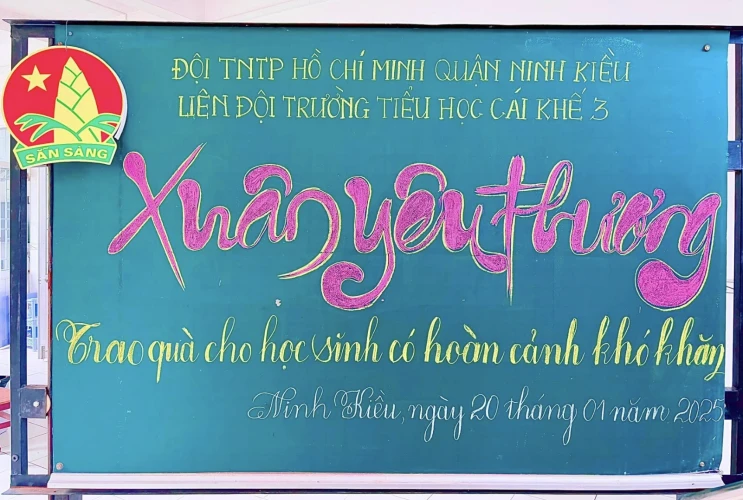 ĐỘI TNTP HỒ CHÍ MINH QUẬN NINH KIỀU
LIÊN ĐỘI TRƯỜNG TIỂU HỌC CÁI KHẾ 3
SẴN SÀNG
Xuân yêu thương
Trao quà cho học sinh có hoàn cảnh khó khăn
Ninh Kiều, ngày 20 tháng 01 năm 2025